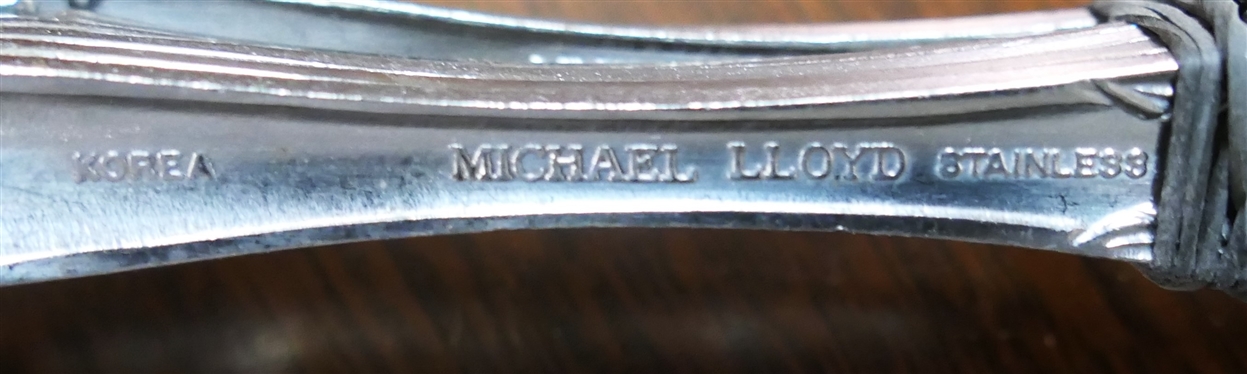 KOREA MICHAEL LLOYD STAINLESS